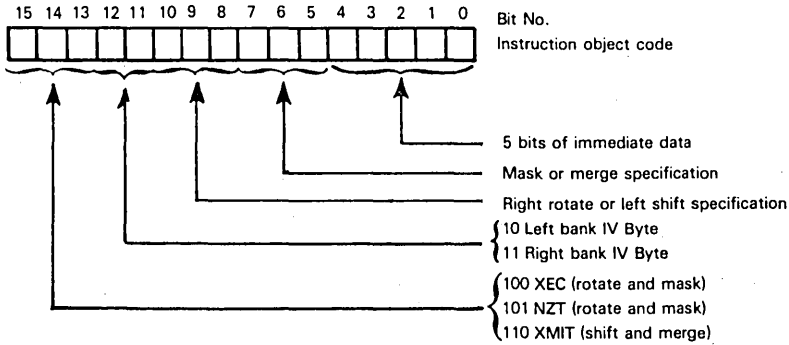 15 14 13 12 11 10 9 8 7 6 5 4 3 2 1 0 Bit No.
Instruction object code
5 bits of immediate data
Mask or merge specification
Right rotate or left shift specification
10 Left bank IV Byte
11 Right bank IV Byte
100 XEC (rotate and mask)
101 NZT (rotate and mask)
110 XMIT (shift and merge)